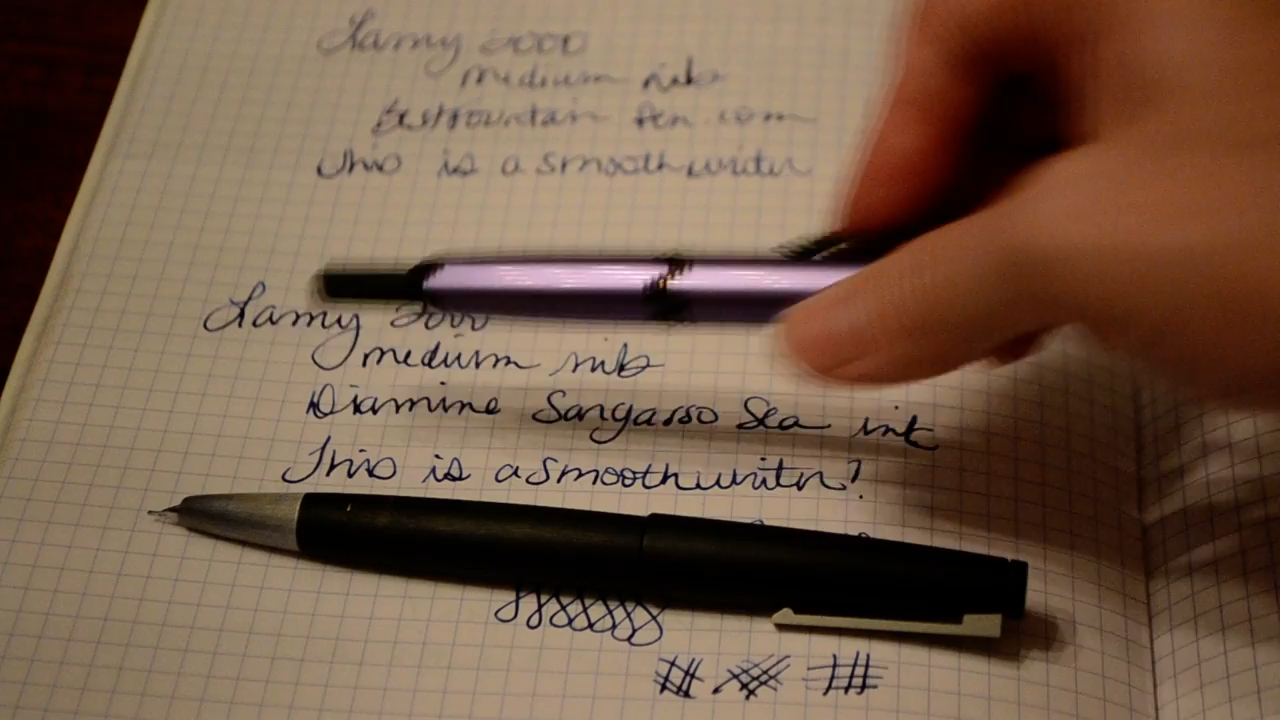 Lamy 2000
medium nib
bestfountain pen.com
This is a smooth writer
Lamy 2000
medium nib
Diamine Sargasso Sea ink
This is a smooth writer!